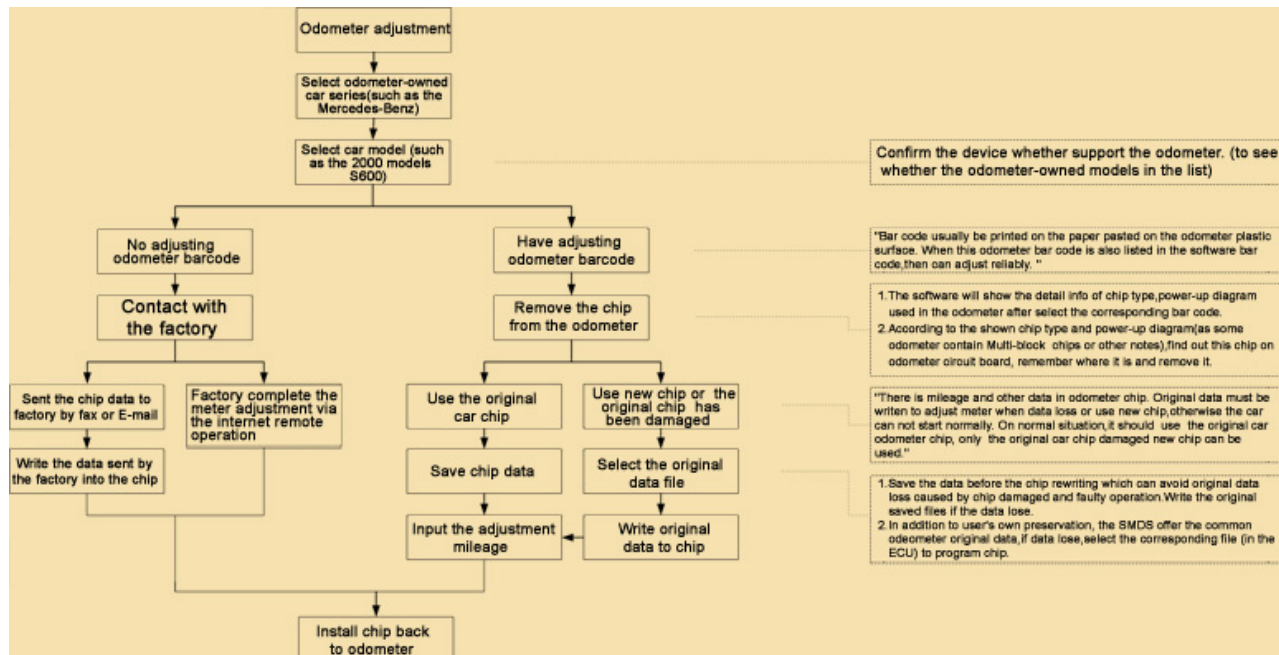 Odometer adjustment
Select odometer-owned
car series(such as the
Mercedes-Benz)
Select car model (such
as the 2000 models
S600)
Confirm the device whether support the odometer. (to see
whether the odometer-owned models in the list)
No adjusting
odometer barcode
Have adjusting
odometer barcode
"Bar code usually be printed on the paper pasted on the odometer plastic
surface. When this odometer bar code is also listed in the software bar
code,then can adjust reliably. "
Contact with
the factory
Remove the chip
from the odometer
1.The software will show the detail info of chip type,power-up diagram
used in the odometer after select the corresponding bar code.
2.According to the shown chip type and power-up diagram(as some
odometer contain Multi-block chips or other notes),find out this chip on
odometer circuit board, remember where it is and remove it.
Sent the chip data to
factory by fax or E-mail
Factory complete the
meter adjustment via
the internet remote
operation
Use the original
car chip
Use new chip or the
original chip has
been damaged
"There is mileage and other data in odometer chip. Original data must be
writen to adjust meter when data loss or use new chip,otherwise the car
can not start normally. On normal situation,it should use the original car
odometer chip, only the original car chip damaged new chip can be
used."
Write the data sent by
the factory into the chip
Save chip data
Select the original
data file
1.Save the data before the chip rewriting which can avoid original data
loss caused by chip damaged and faulty operation.Write the original
saved files if the data lose.
2.In addition to user's own preservation, the SMDS offer the common
odeometer original data,if data lose,select the corresponding file (in the
ECU) to program chip.
Input the adjustment
mileage
Write original
data to chip
Install chip back
to odometer